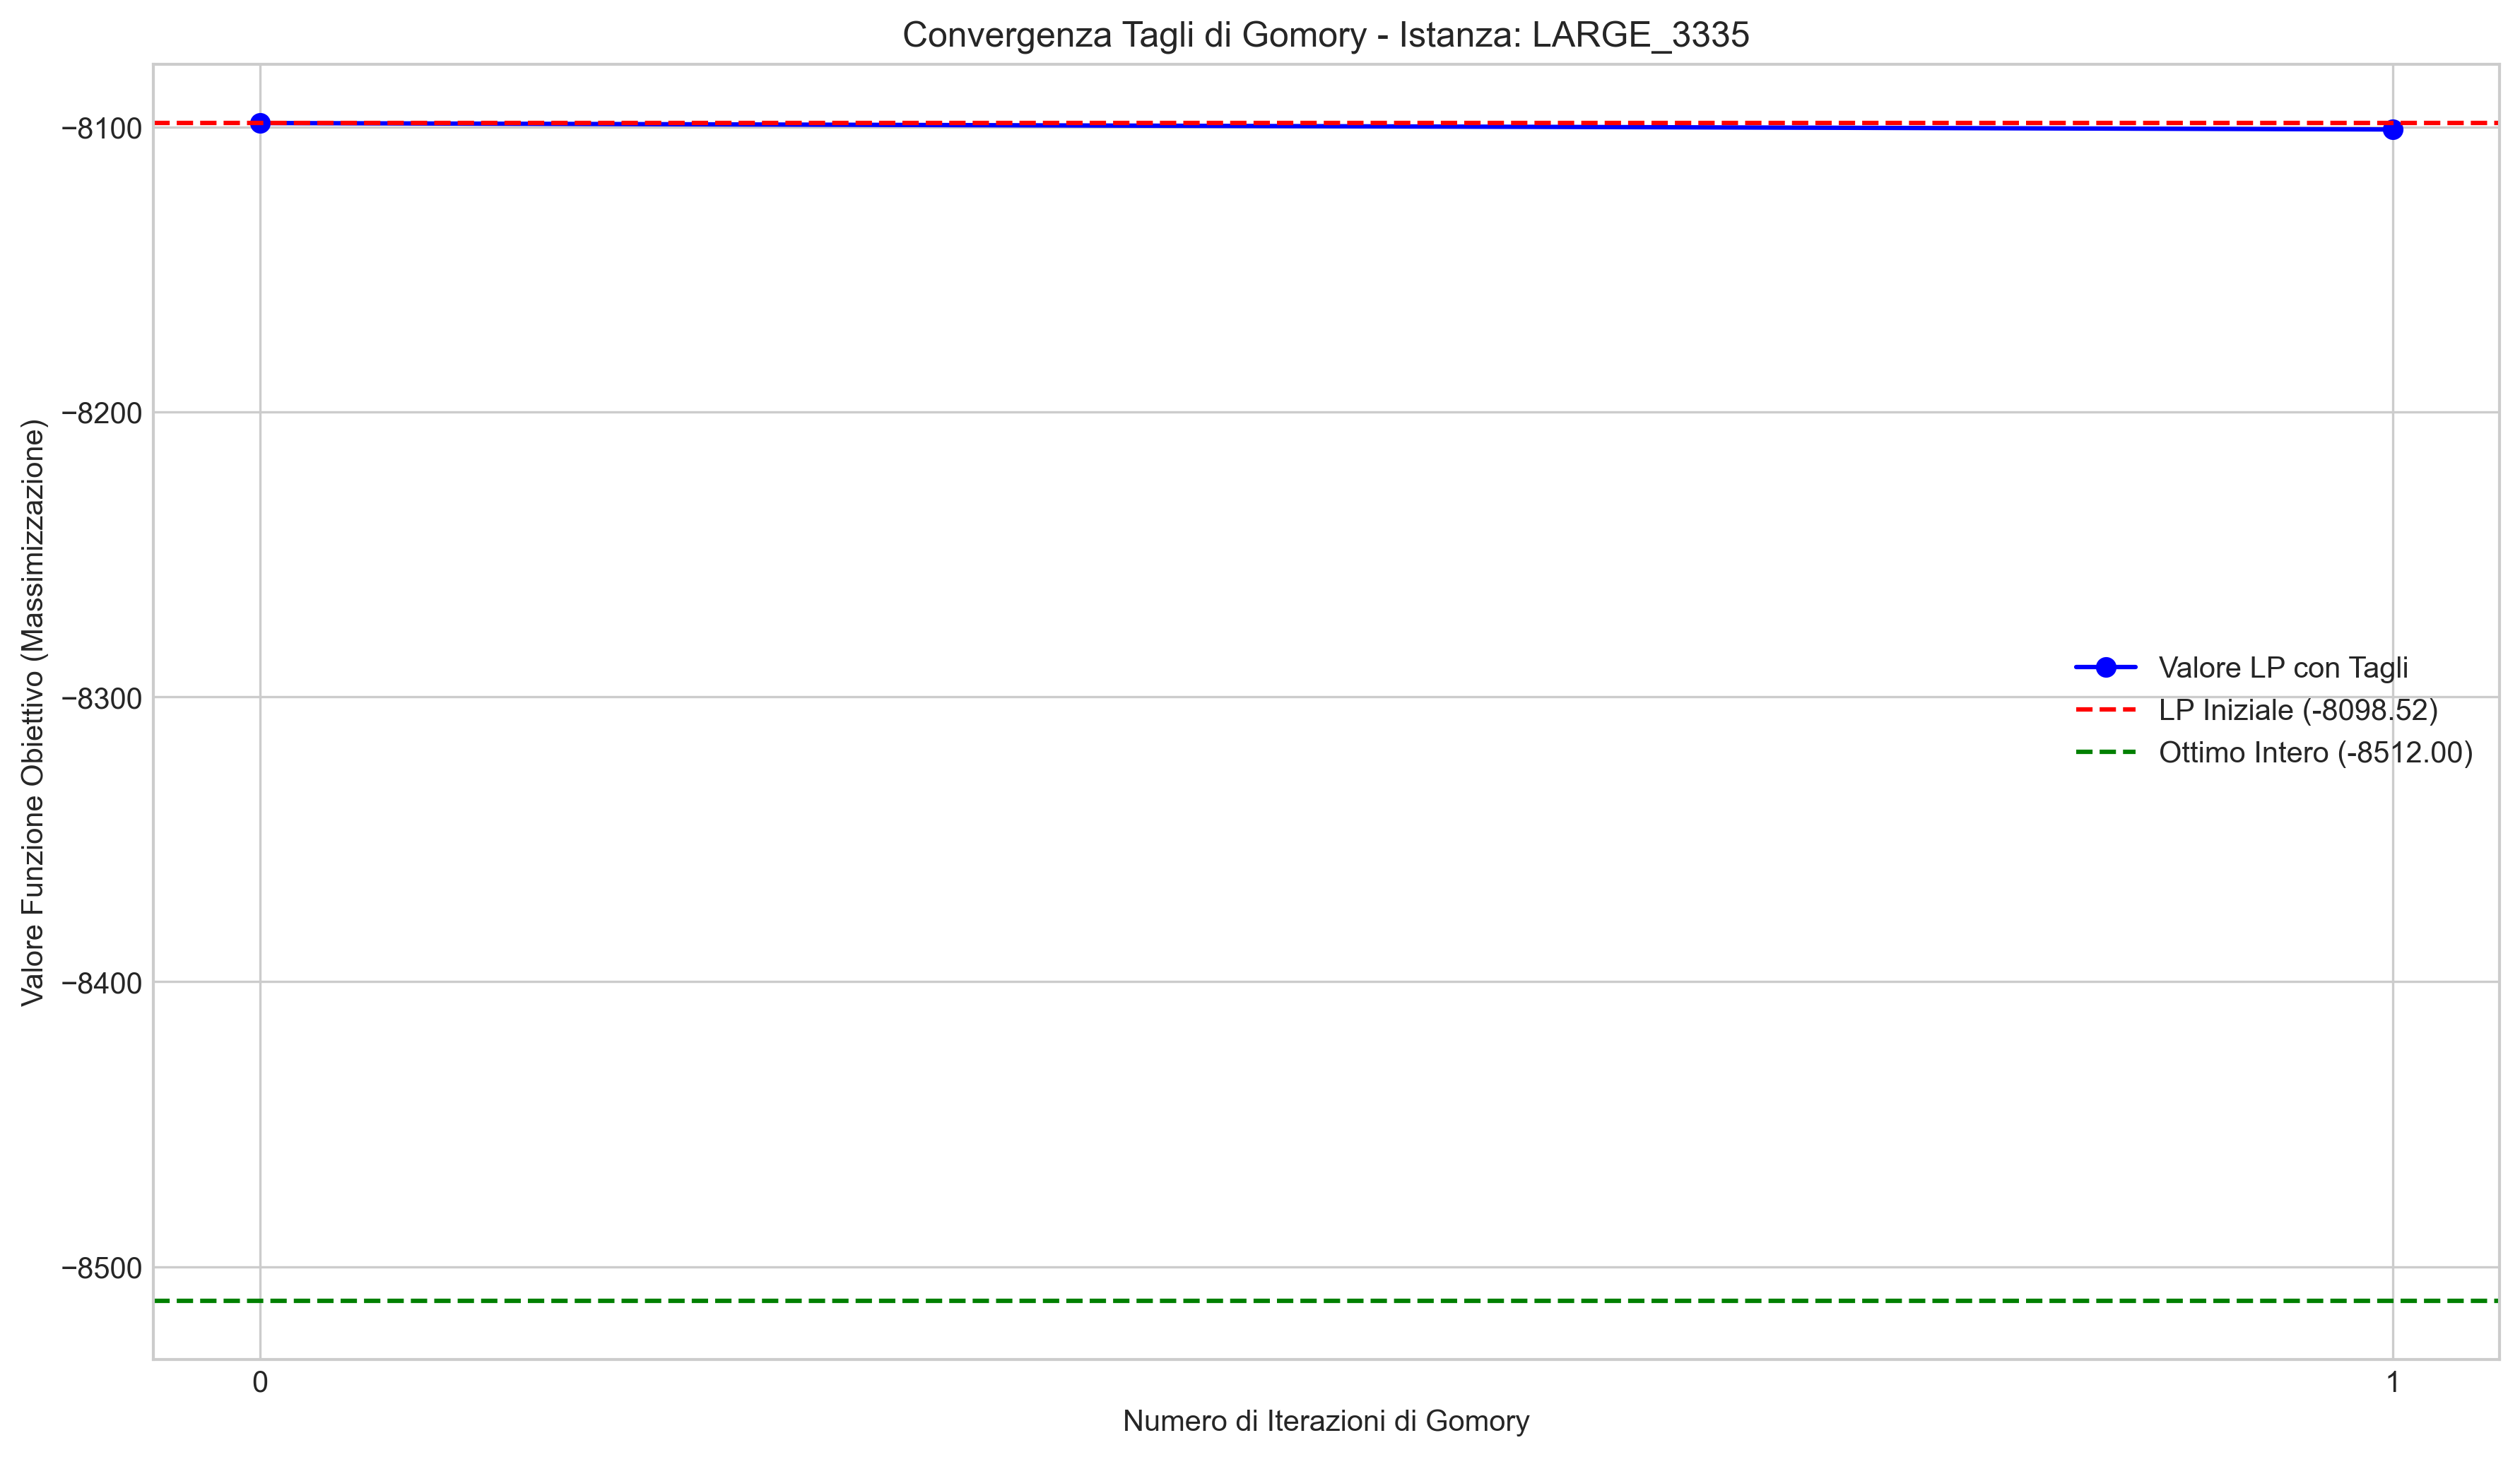 Convergenza Tagli di Gomory - Istanza: LARGE_3335
Valore Funzione Obiettivo (Massimizzazione)
−8100
−8200
−8300
−8400
−8500
Valore LP con Tagli
LP Iniziale (-8098.52)
Ottimo Intero (-8512.00)
0
1
Numero di Iterazioni di Gomory